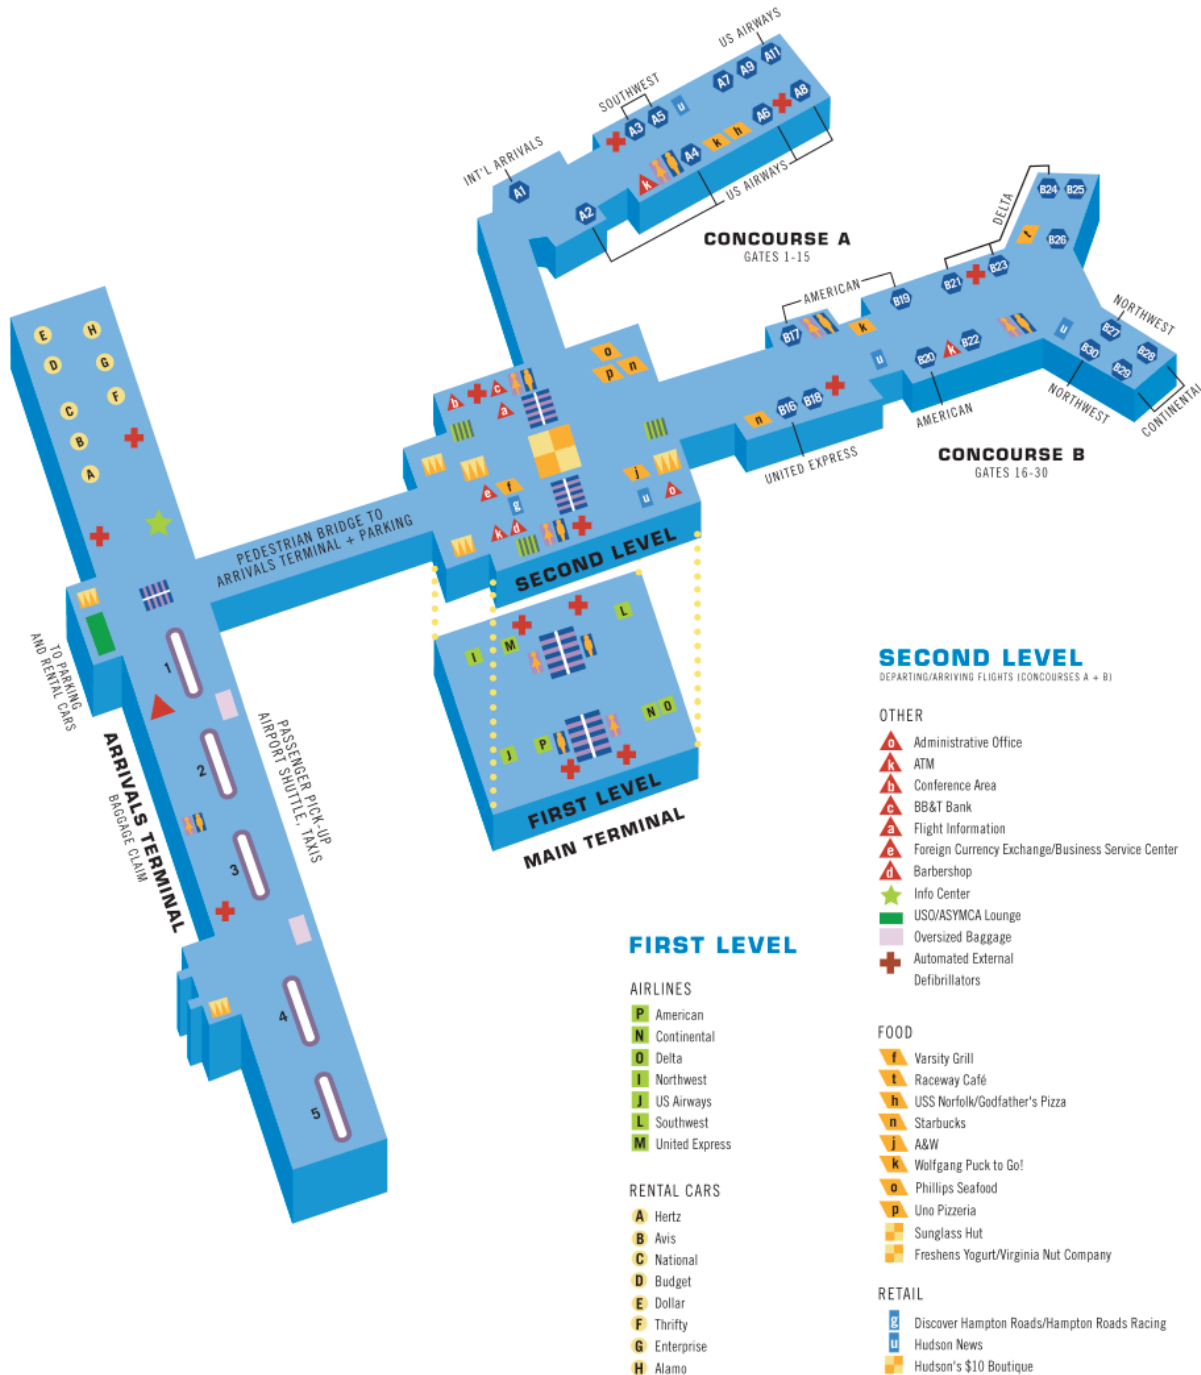 US AIRWAYS
SOUTHWEST
INT'L ARRIVALS
A1
A2
A3
A5
u
A7
A9
A11
k
A4
k
h
A6
A8
US AIRWAYS
CONCOURSE A
GATES 1-15
DELTA
B24
B25
t
B26
B21
B23
AMERICAN
B19
B17
k
u
B20
k
B22
u
B27
B30
B28
B29
NORTHWEST
NORTHWEST
CONTINENTAL
AMERICAN
n
B16
B18
UNITED EXPRESS
CONCOURSE B
GATES 16-30
E
H
D
G
F
C
B
A
o
p
n
b
c
a
e
f
g
j
u
o
k
d
PEDESTRIAN BRIDGE TO
ARRIVALS TERMINAL + PARKING
SECOND LEVEL
L
M
I
N
O
P
J
FIRST LEVEL
MAIN TERMINAL
TO PARKING
AND RENTAL CARS
1
2
3
4
5
PASSENGER PICK-UP
AIRPORT SHUTTLE, TAXIS
ARRIVALS TERMINAL
BAGGAGE CLAIM
SECOND LEVEL
DEPARTING/ARRIVING FLIGHTS (CONCOURSES A + B)
OTHER
o Administrative Office
k ATM
b Conference Area
c BB&T Bank
a Flight Information
e Foreign Currency Exchange/Business Service Center
d Barbershop
Info Center
USO/ASYMCA Lounge
Oversized Baggage
Automated External
Defibrillators
FOOD
f Varsity Grill
t Raceway Café
h USS Norfolk/Godfather's Pizza
n Starbucks
j A&W
k Wolfgang Puck to Go!
o Phillips Seafood
p Uno Pizzeria
Sunglass Hut
Freshens Yogurt/Virginia Nut Company
RETAIL
g Discover Hampton Roads/Hampton Roads Racing
u Hudson News
Hudson's $10 Boutique
FIRST LEVEL
AIRLINES
P American
N Continental
O Delta
I Northwest
J US Airways
L Southwest
M United Express
RENTAL CARS
A Hertz
B Avis
C National
D Budget
E Dollar
F Thrifty
G Enterprise
H Alamo